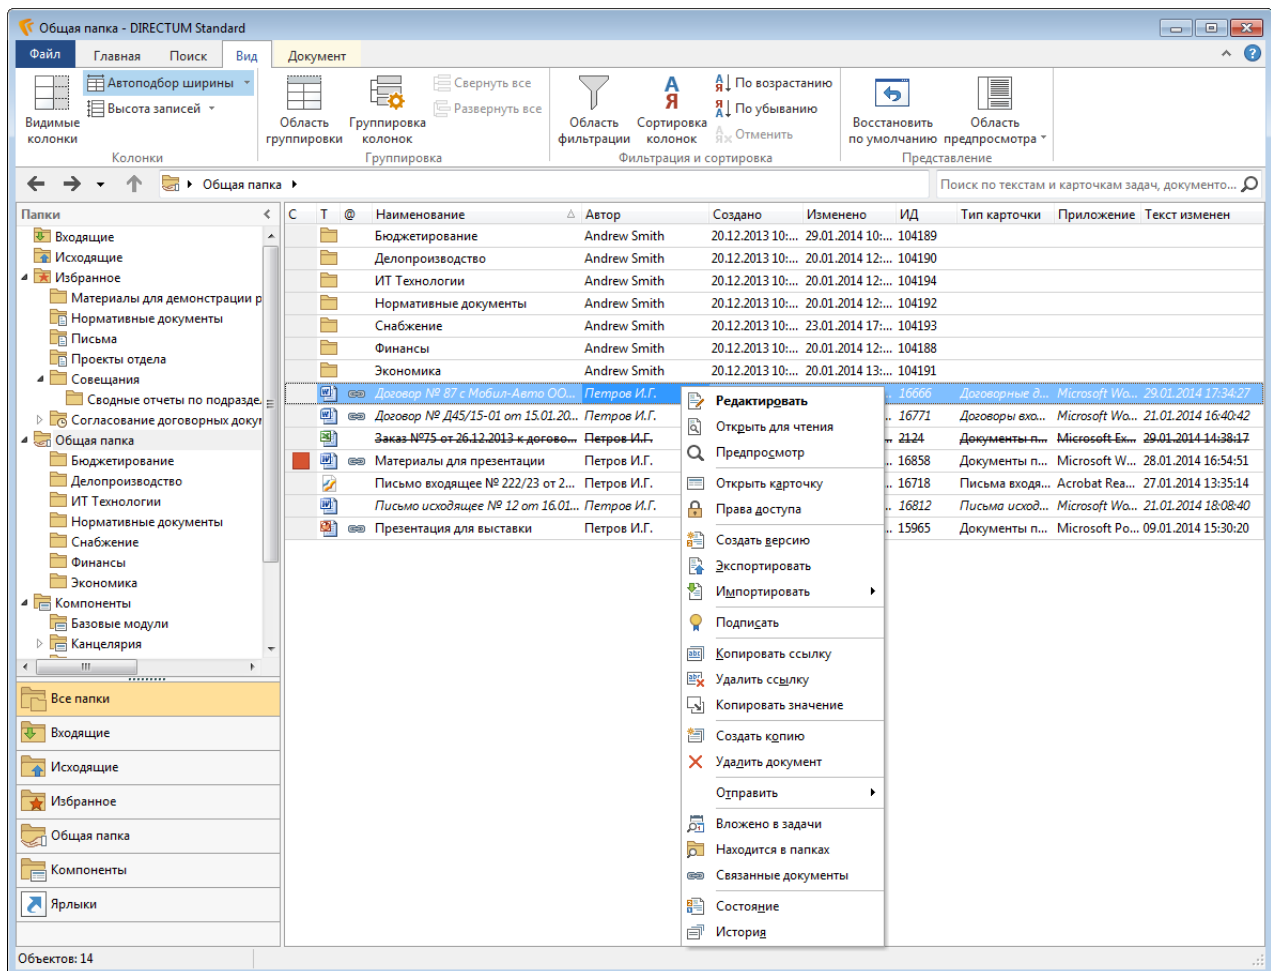 Общая папка - DIRECTUM Standard
Файл Главная Поиск Вид Документ
Видимые колонки
Автоподбор ширины
Высота записей
Колонки
Область группировки
Группировка колонок
Свернуть все
Развернуть все
Группировка
Область фильтрации
Сортировка колонок
По возрастанию
По убыванию
Отменить
Фильтрация и сортировка
Восстановить по умолчанию
Область предпросмотра
Представление
Общая папка
Поиск по текстам и карточкам задач, документо...
Папки
Входящие
Исходящие
Избранное
Материалы для демонстрации р
Нормативные документы
Письма
Проекты отдела
Совещания
Сводные отчеты по подразде.
Согласование договорных докум
Общая папка
Бюджетирование
Делопроизводство
ИТ Технологии
Нормативные документы
Снабжение
Финансы
Экономика
Компоненты
Базовые модули
Канцелярия
Все папки
Входящие
Исходящие
Избранное
Общая папка
Компоненты
Ярлыки
С Т @ Наименование Автор Создано Изменено ИД Тип карточки Приложение Текст изменен
Бюджетирование Andrew Smith 20.12.2013 10:... 29.01.2014 10:... 104189
Делопроизводство Andrew Smith 20.12.2013 10:... 20.01.2014 12:... 104190
ИТ Технологии Andrew Smith 20.12.2013 10:... 20.01.2014 12:... 104194
Нормативные документы Andrew Smith 20.12.2013 10:... 20.01.2014 12:... 104192
Снабжение Andrew Smith 20.12.2013 10:... 23.01.2014 17:... 104193
Финансы Andrew Smith 20.12.2013 10:... 20.01.2014 12:... 104188
Экономика Andrew Smith 20.12.2013 10:... 20.01.2014 13:... 104191
Договор № 87 с Мобил-Авто ОО... Петров И.Г. . 16666 Договорные д... Microsoft Wo... 29.01.2014 17:34:27
Договор № Д45/15-01 от 15.01.20... Петров И.Г. . 16771 Договоры вхо... Microsoft Wo... 21.01.2014 16:40:42
Заказ №75 от 26.12.2013 к догово... Петров И.Г. . 2124 Документы п... Microsoft Ex... 29.01.2014 14:38:17
Материалы для презентации Петров И.Г. . 16858 Документы п... Microsoft W... 28.01.2014 16:54:51
Письмо входящее № 222/23 от 2... Петров И.Г. . 16718 Письма входя... Acrobat Rea... 27.01.2014 13:35:14
Письмо исходящее № 12 от 16.01... Петров И.Г. . 16812 Письма исход... Microsoft Wo... 21.01.2014 18:08:40
Презентация для выставки Петров И.Г. . 15965 Документы п... Microsoft Po... 09.01.2014 15:30:20
Редактировать
Открыть для чтения
Предпросмотр
Открыть карточку
Права доступа
Создать версию
Экспортировать
Импортировать
Подписать
Копировать ссылку
Удалить ссылку
Копировать значение
Создать копию
Удалить документ
Отправить
Вложено в задачи
Находится в папках
Связанные документы
Состояние
История
Объектов: 14